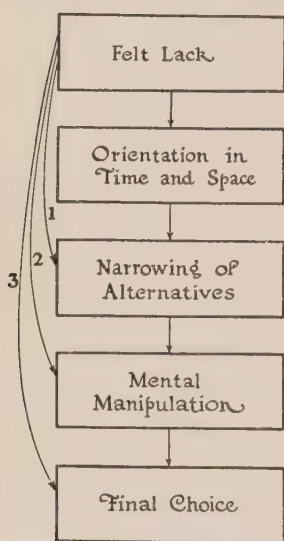 Felt Lack
Orientation in
Time and Space
1
Narrowing of
Alternatives
2
3
Mental
Manipulation
Final Choice